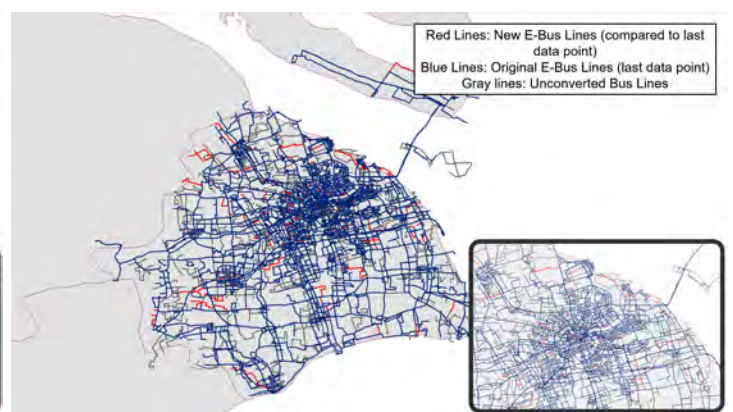 Red Lines: New E-Bus Lines (compared to last
data point)
Blue Lines: Original E-Bus Lines (last data point)
Gray lines: Unconverted Bus Lines